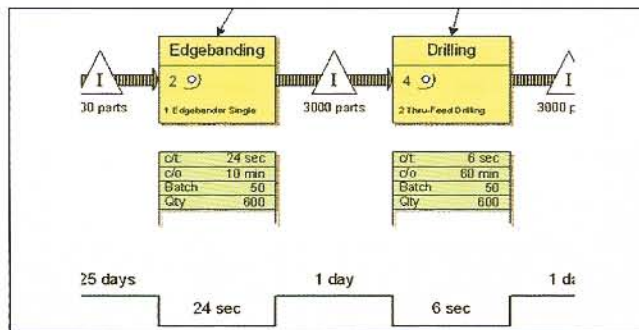 Edgebanding
Drilling
I
2
I
4
I
1 Edgebander Single
2 Thru-Feed Drilling
00 parts
3000 parts
3000 p
c/t: 24 sec
c/o 10 min
Batch 50
Qty 600
c/t: 6 sec
c/o 60 min
Batch 50
Qty 600
25 days
1 day
1 da
24 sec
6 sec